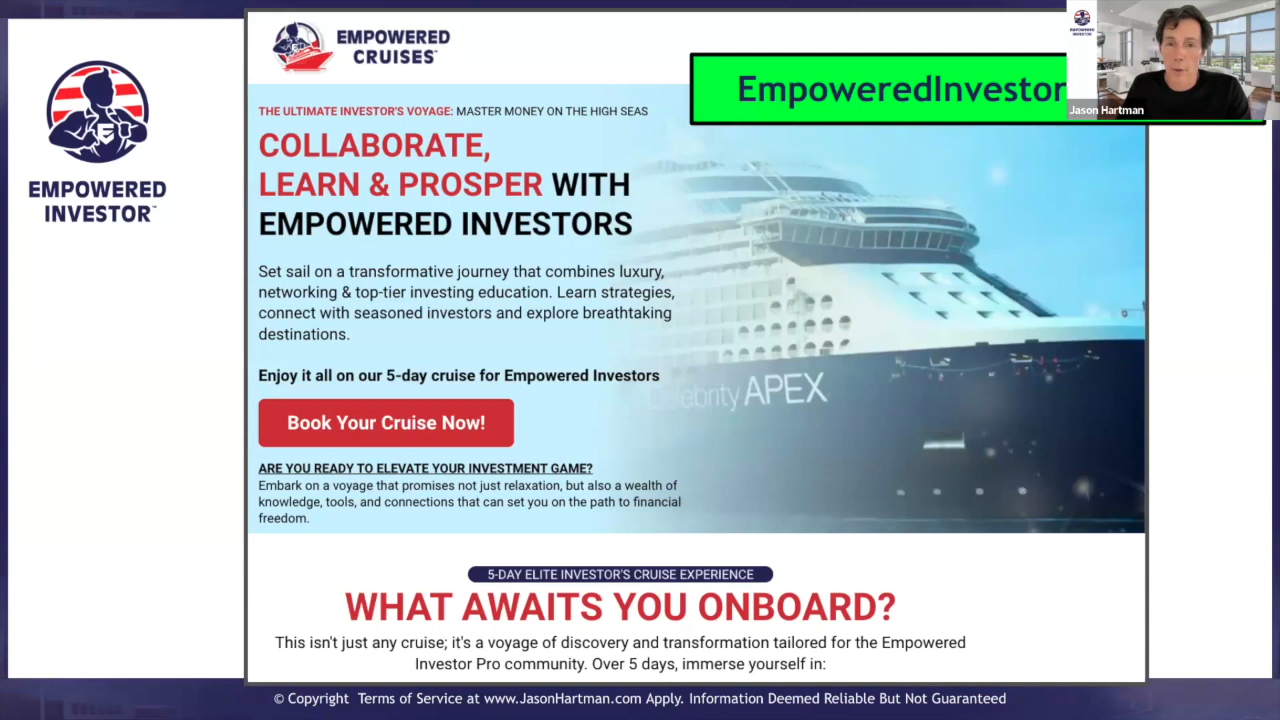 EMPOWERED
CRUISES™
EmpoweredInvestor
EMPOWERED
INVESTOR
Jason Hartman
EMPOWERED
INVESTOR™
THE ULTIMATE INVESTOR'S VOYAGE: MASTER MONEY ON THE HIGH SEAS
COLLABORATE,
LEARN & PROSPER WITH
EMPOWERED INVESTORS
Set sail on a transformative journey that combines luxury,
networking & top-tier investing education. Learn strategies,
connect with seasoned investors and explore breathtaking
destinations.
Enjoy it all on our 5-day cruise for Empowered Investors
Book Your Cruise Now!
Celebrity APEX
ARE YOU READY TO ELEVATE YOUR INVESTMENT GAME?
Embark on a voyage that promises not just relaxation, but also a wealth of
knowledge, tools, and connections that can set you on the path to financial
freedom.
5-DAY ELITE INVESTOR'S CRUISE EXPERIENCE
WHAT AWAITS YOU ONBOARD?
This isn't just any cruise; it's a voyage of discovery and transformation tailored for the Empowered
Investor Pro community. Over 5 days, immerse yourself in:
© Copyright Terms of Service at www.JasonHartman.com Apply. Information Deemed Reliable But Not Guaranteed